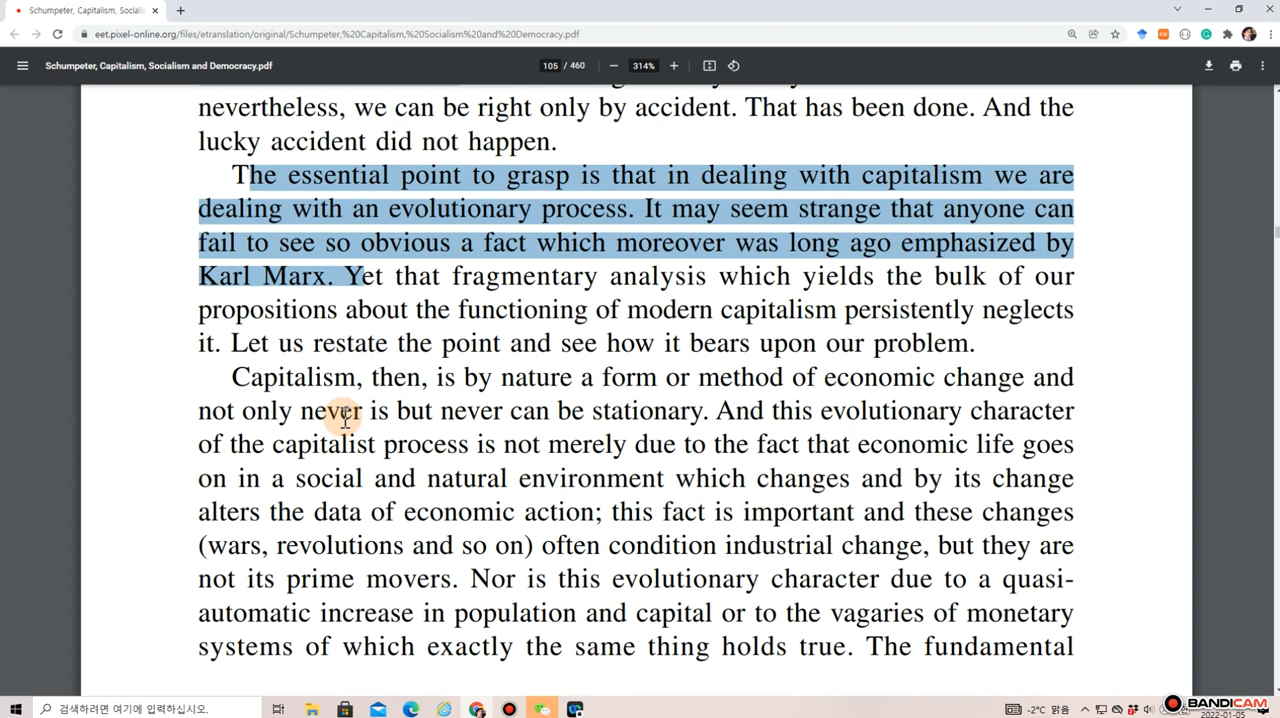 Schumpeter, Capitalism, Sociali
eet.pixel-online.org/files/etranslation/original/Schumpeter,%20Capitalism,%20Socialism%20and%20Democracy.pdf
Schumpeter, Capitalism, Socialism and Democracy.pdf
105 / 460
314%
nevertheless, we can be right only by accident. That has been done. And the
lucky accident did not happen.
The essential point to grasp is that in dealing with capitalism we are
dealing with an evolutionary process. It may seem strange that anyone can
fail to see so obvious a fact which moreover was long ago emphasized by
Karl Marx. Yet that fragmentary analysis which yields the bulk of our
propositions about the functioning of modern capitalism persistently neglects
it. Let us restate the point and see how it bears upon our problem.
Capitalism, then, is by nature a form or method of economic change and
not only never is but never can be stationary. And this evolutionary character
of the capitalist process is not merely due to the fact that economic life goes
on in a social and natural environment which changes and by its change
alters the data of economic action; this fact is important and these changes
(wars, revolutions and so on) often condition industrial change, but they are
not its prime movers. Nor is this evolutionary character due to a quasi-
automatic increase in population and capital or to the vagaries of monetary
systems of which exactly the same thing holds true. The fundamental
검색하려면 여기에 입력하십시오.
-2°C 맑음
BANDICAM
2022-01-05